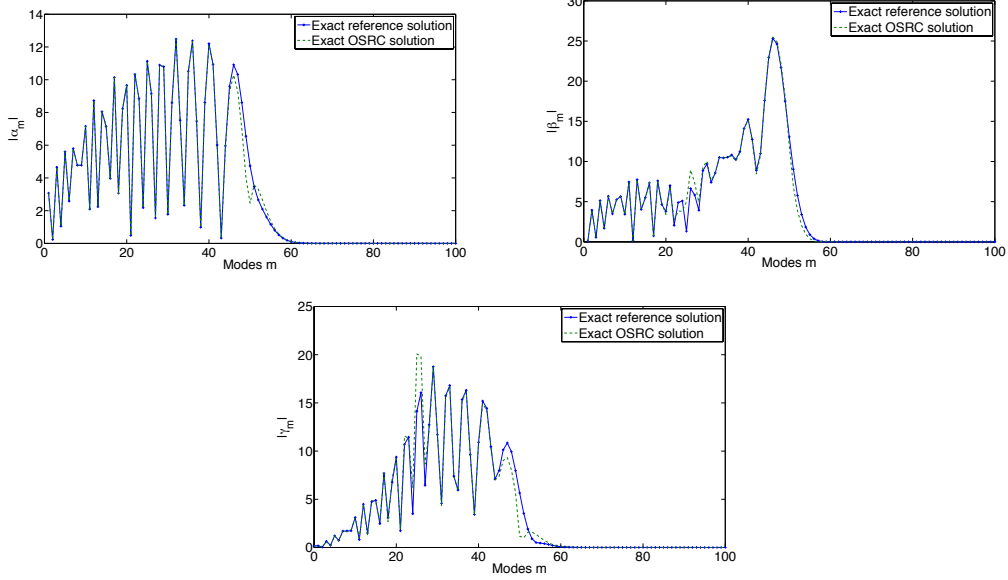 14
12
10
8
6
4
2
0
|α_m|
Exact reference solution
Exact OSRC solution
0 20 40 60 80 100
Modes m
30
25
20
15
10
5
0
|β_m|
Exact reference solution
Exact OSRC solution
0 20 40 60 80 100
Modes m
25
20
15
10
5
0
|γ_m|
Exact reference solution
Exact OSRC solution
0 20 40 60 80 100
Modes m